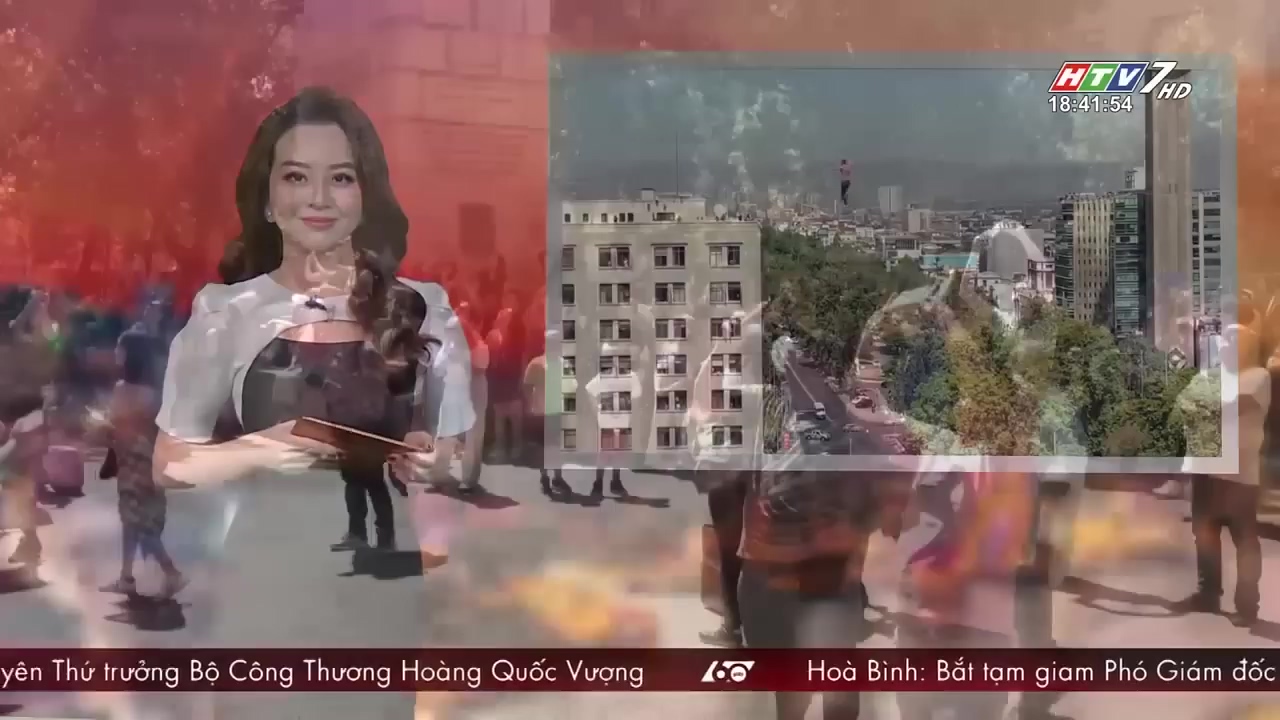 HTV7 HD
18:41:54
yên Thứ trưởng Bộ Công Thương Hoàng Quốc Vượng 60 Hoà Bình: Bắt tạm giam Phó Giám đốc